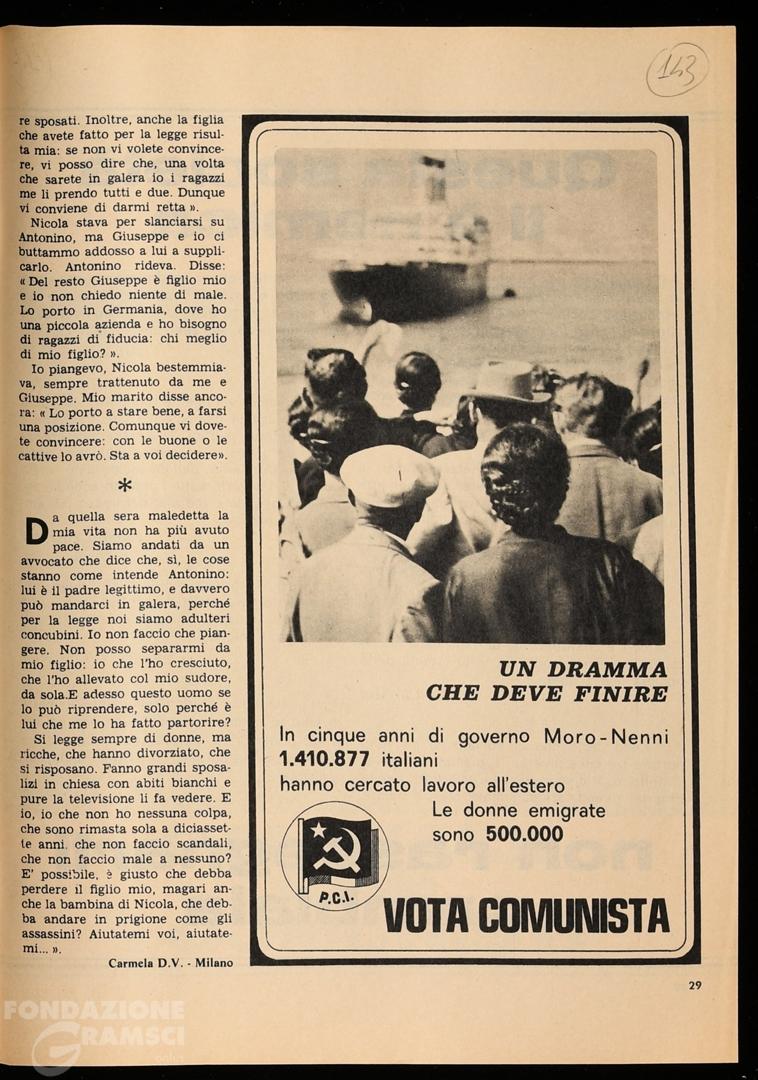 143
re sposati. Inoltre, anche la figlia
che avete fatto per la legge risul-
ta mia: se non vi volete convince-
re, vi posso dire che, una volta
che sarete in galera io i ragazzi
me li prendo tutti e due. Dunque
vi conviene di darmi retta ».
Nicola stava per slanciarsi su
Antonino, ma Giuseppe e io ci
buttammo addosso a lui a suppli-
carlo. Antonino rideva. Disse:
« Del resto Giuseppe è figlio mio
e io non chiedo niente di male.
Lo porto in Germania, dove ho
una piccola azienda e ho bisogno
di ragazzi di fiducia: chi meglio
di mio figlio? ».
Io piangevo, Nicola bestemmia-
va, sempre trattenuto da me e
Giuseppe. Mio marito disse anco-
ra: « Lo porto a stare bene, a farsi
una posizione. Comunque vi dove-
te convincere: con le buone o le
cattive lo avrò. Sta a voi decidere».
*
Da quella sera maledetta la
mia vita non ha più avuto
pace. Siamo andati da un
avvocato che dice che, sì, le cose
stanno come intende Antonino:
lui è il padre legittimo, e davvero
può mandarci in galera, perché
per la legge noi siamo adulteri
concubini. Io non faccio che pian-
gere. Non posso separarmi da
mio figlio: io che l'ho cresciuto,
che l'ho allevato col mio sudore,
da sola.E adesso questo uomo se
lo può riprendere, solo perché è
lui che me lo ha fatto partorire?
Si legge sempre di donne, ma
ricche, che hanno divorziato, che
si risposano. Fanno grandi sposa-
lizi in chiesa con abiti bianchi e
pure la televisione li fa vedere. E
io, io che non ho nessuna colpa,
che sono rimasta sola a diciasset-
te anni, che non faccio scandali,
che non faccio male a nessuno?
E' possibile, è giusto che debba
perdere il figlio mio, magari an-
che la bambina di Nicola, che deb-
ba andare in prigione come gli
assassini? Aiutatemi voi, aiutate-
mi... ».
Carmela D.V. - Milano
UN DRAMMA
CHE DEVE FINIRE
In cinque anni di governo Moro-Nenni
1.410.877 italiani
hanno cercato lavoro all'estero
Le donne emigrate
sono 500.000
P.C.I.
VOTA COMUNISTA
29
FONDAZIONE
GRAMSCI